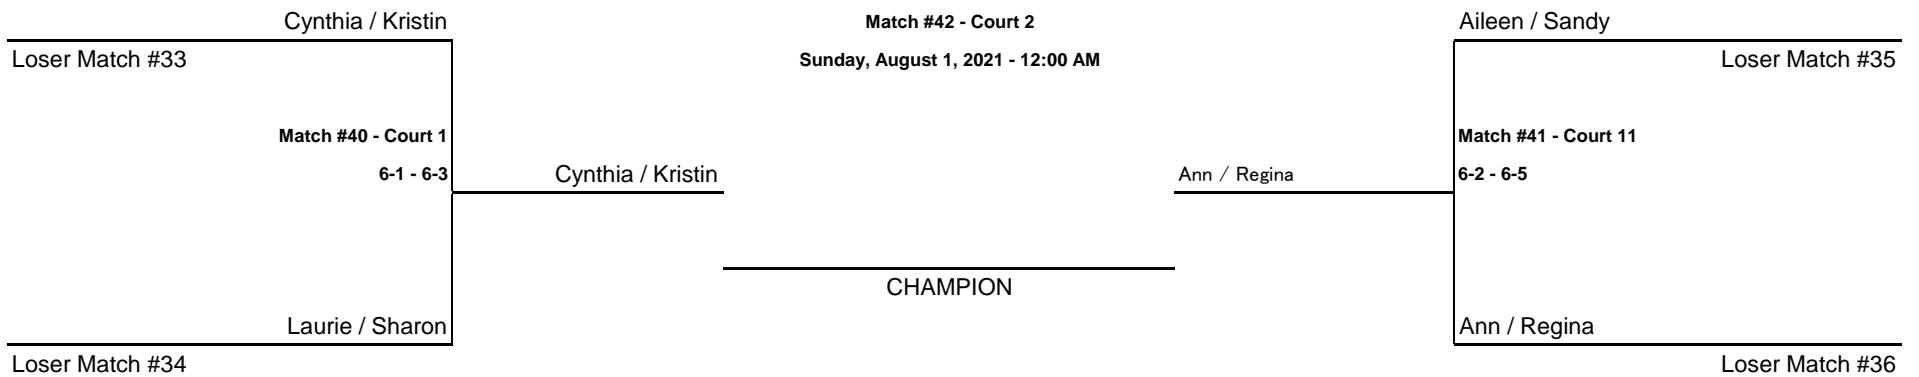 Cynthia / Kristin
Match #42 - Court 2
Aileen / Sandy
Loser Match #33
Sunday, August 1, 2021 - 12:00 AM
Loser Match #35
Match #40 - Court 1
Match #41 - Court 11
6-1 - 6-3
Cynthia / Kristin
Ann / Regina
6-2 - 6-5
CHAMPION
Laurie / Sharon
Ann / Regina
Loser Match #34
Loser Match #36